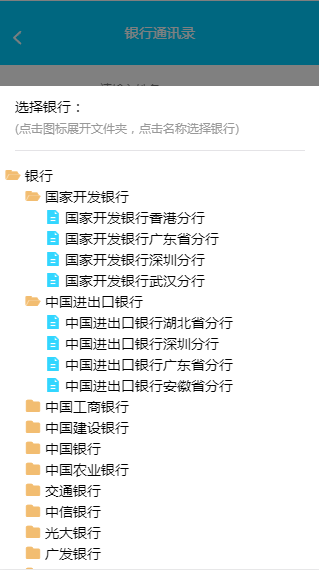 银行通讯录
选择银行：
(点击图标展开文件夹，点击名称选择银行)
银行
国家开发银行
国家开发银行香港分行
国家开发银行广东省分行
国家开发银行深圳分行
国家开发银行武汉分行
中国进出口银行
中国进出口银行湖北省分行
中国进出口银行深圳分行
中国进出口银行广东省分行
中国进出口银行安徽省分行
中国工商银行
中国建设银行
中国银行
中国农业银行
交通银行
中信银行
光大银行
广发银行